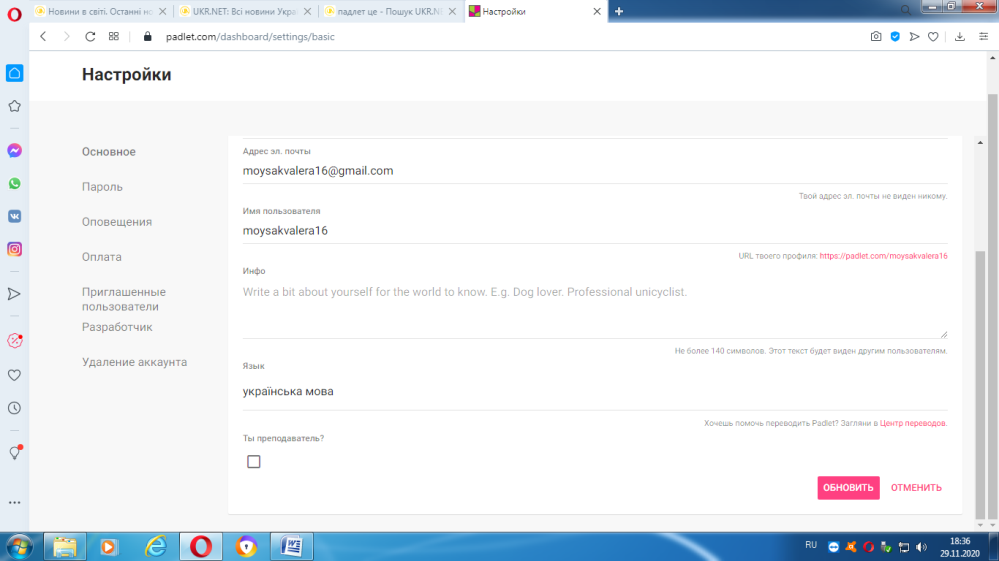 Новини в світі. Останні но
UKR.NET: Всі новини Украї
падлет це - Пошук UKR.N
Настройки
padlet.com/dashboard/settings/basic
Настройки
Основное
Пароль
Оповещения
Оплата
Приглашенные
пользователи
Разработчик
Удаление аккаунта
Адрес эл. почты
moysakvalera16@gmail.com
Твой адрес эл. почты не виден никому.
Имя пользователя
moysakvalera16
URL твоего профиля: https://padlet.com/moysakvalera16
Инфо
Write a bit about yourself for the world to know. E.g. Dog lover. Professional unicyclist.
Не более 140 символов. Этот текст будет виден другим пользователям.
Язык
українська мова
Хочешь помочь переводить Padlet? Загляни в Центр переводов.
Ты преподаватель?
ОБНОВИТЬ ОТМЕНИТЬ
RU
18:36
29.11.2020